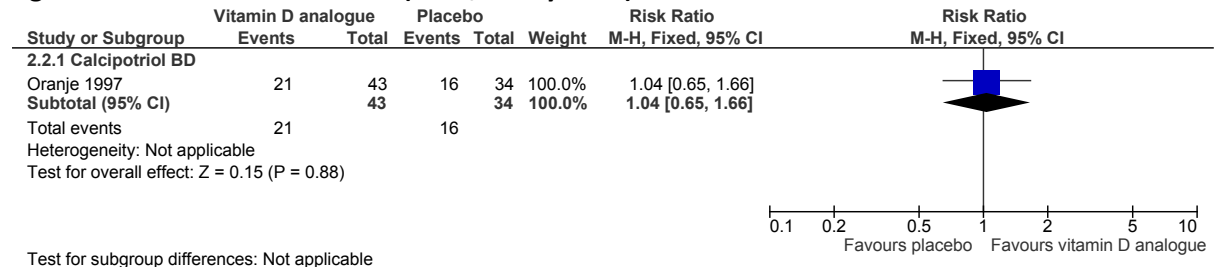 Vitamin D analogue Placebo Risk Ratio Risk Ratio
Study or Subgroup Events Total Events Total Weight M-H, Fixed, 95% CI M-H, Fixed, 95% CI
2.2.1 Calcipotriol BD
Oranje 1997 21 43 16 34 100.0% 1.04 [0.65, 1.66]
Subtotal (95% CI) 43 34 100.0% 1.04 [0.65, 1.66]
Total events 21 16
Heterogeneity: Not applicable
Test for overall effect: Z = 0.15 (P = 0.88)
0.1 0.2 0.5 1 2 5 10
Favours placebo Favours vitamin D analogue
Test for subgroup differences: Not applicable